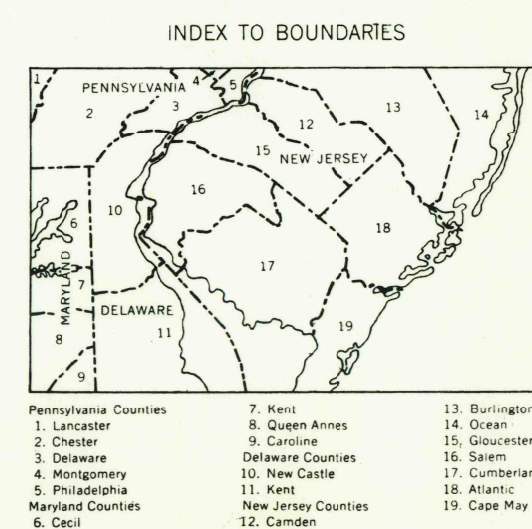 INDEX TO BOUNDARIES
1
PENNSYLVANIA
4
5
2
3
12
13
14
15
NEW JERSEY
6
10
16
18
17
MARYLAND
7
DELAWARE
8
11
19
9
Pennsylvania Counties
1. Lancaster
2. Chester
3. Delaware
4. Montgomery
5. Philadelphia
Maryland Counties
6. Cecil
7. Kent
8. Queen Annes
9. Caroline
Delaware Counties
10. New Castle
11. Kent
New Jersey Counties
12. Camden
13. Burlington
14. Ocean
15, Gloucester
16. Salem
17. Cumberlan
18. Atlantic
19. Cape May